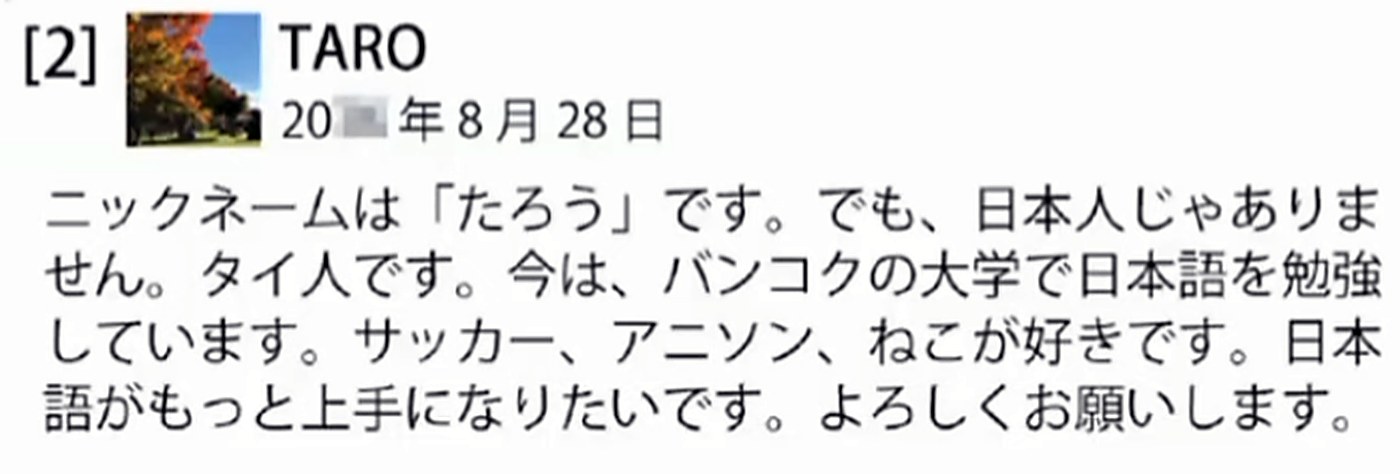 [2] TARO
20 年 8 月 28 日
ニックネームは「たろう」です。でも、日本人じゃありま
せん。タイ人です。今は、バンコクの大学で日本語を勉強
しています。サッカー、アニソン、ねこが好きです。日本
語がもっと上手になりたいです。よろしくお願いします。